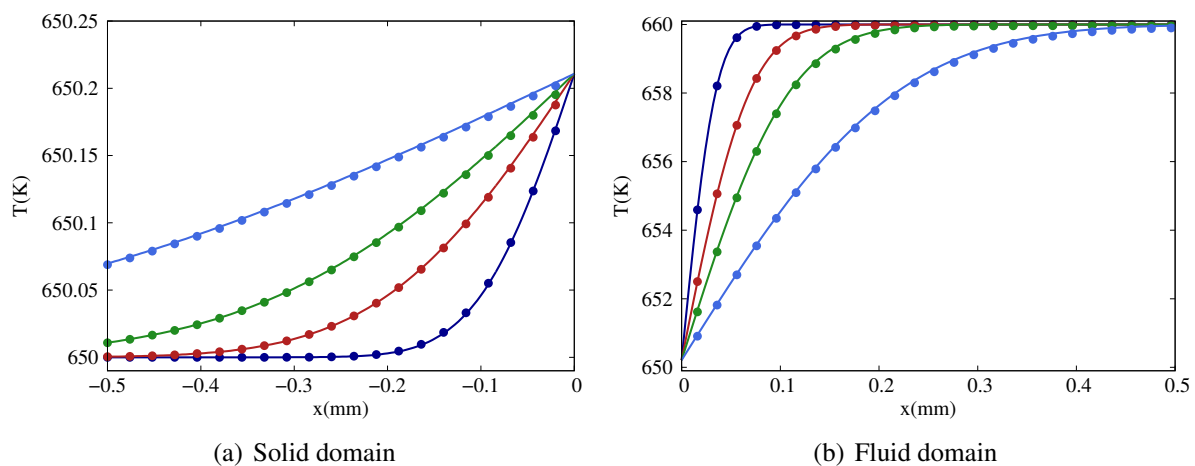 650.25
650.2
650.15
650.1
650.05
650
T(K)
−0.5 −0.4 −0.3 −0.2 −0.1 0
x(mm)
(a) Solid domain
660
658
656
654
652
650
T(K)
0 0.1 0.2 0.3 0.4 0.5
x(mm)
(b) Fluid domain